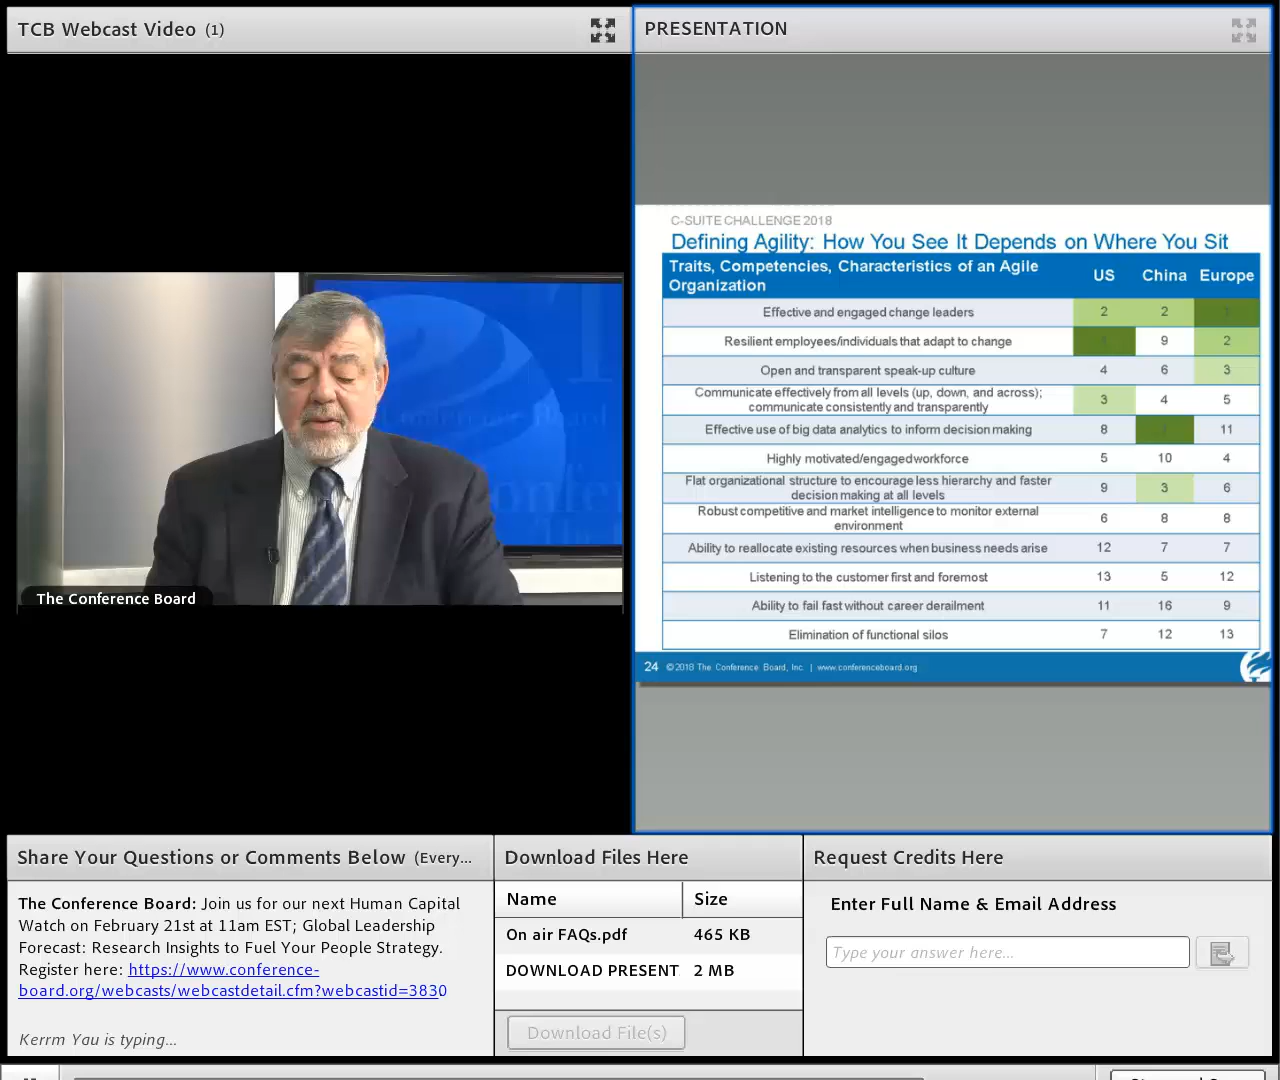 TCB Webcast Video (1)
PRESENTATION
C-SUITE CHALLENGE 2018
Defining Agility: How You See It Depends on Where You Sit
Traits, Competencies, Characteristics of an Agile
Organization
US China Europe
Effective and engaged change leaders 2 2
Resilient employees/individuals that adapt to change 9 2
Open and transparent speak-up culture 4 6 3
Communicate effectively from all levels (up, down, and across);
communicate consistently and transparently
3 4 5
Effective use of big data analytics to inform decision making 8 11
Highly motivated/engaged workforce 5 10 4
Flat organizational structure to encourage less hierarchy and faster
decision making at all levels
9 3 6
Robust competitive and market intelligence to monitor external
environment
6 8 8
Ability to reallocate existing resources when business needs arise 12 7 7
Listening to the customer first and foremost 13 5 12
Ability to fail fast without career derailment 11 16 9
Elimination of functional silos 7 12 13
24 ©2018 The Conference Board, Inc. | www.conferenceboard.org
The Conference Board
Share Your Questions or Comments Below (Every...
The Conference Board: Join us for our next Human Capital
Watch on February 21st at 11am EST; Global Leadership
Forecast: Research Insights to Fuel Your People Strategy.
Register here: https://www.conference-
board.org/webcasts/webcastdetail.cfm?webcastid=3830
Kerrm Yau is typing...
Download Files Here
Name Size
On air FAQs.pdf 465 KB
DOWNLOAD PRESENT 2 MB
Download File(s)
Request Credits Here
Enter Full Name & Email Address
Type your answer here...